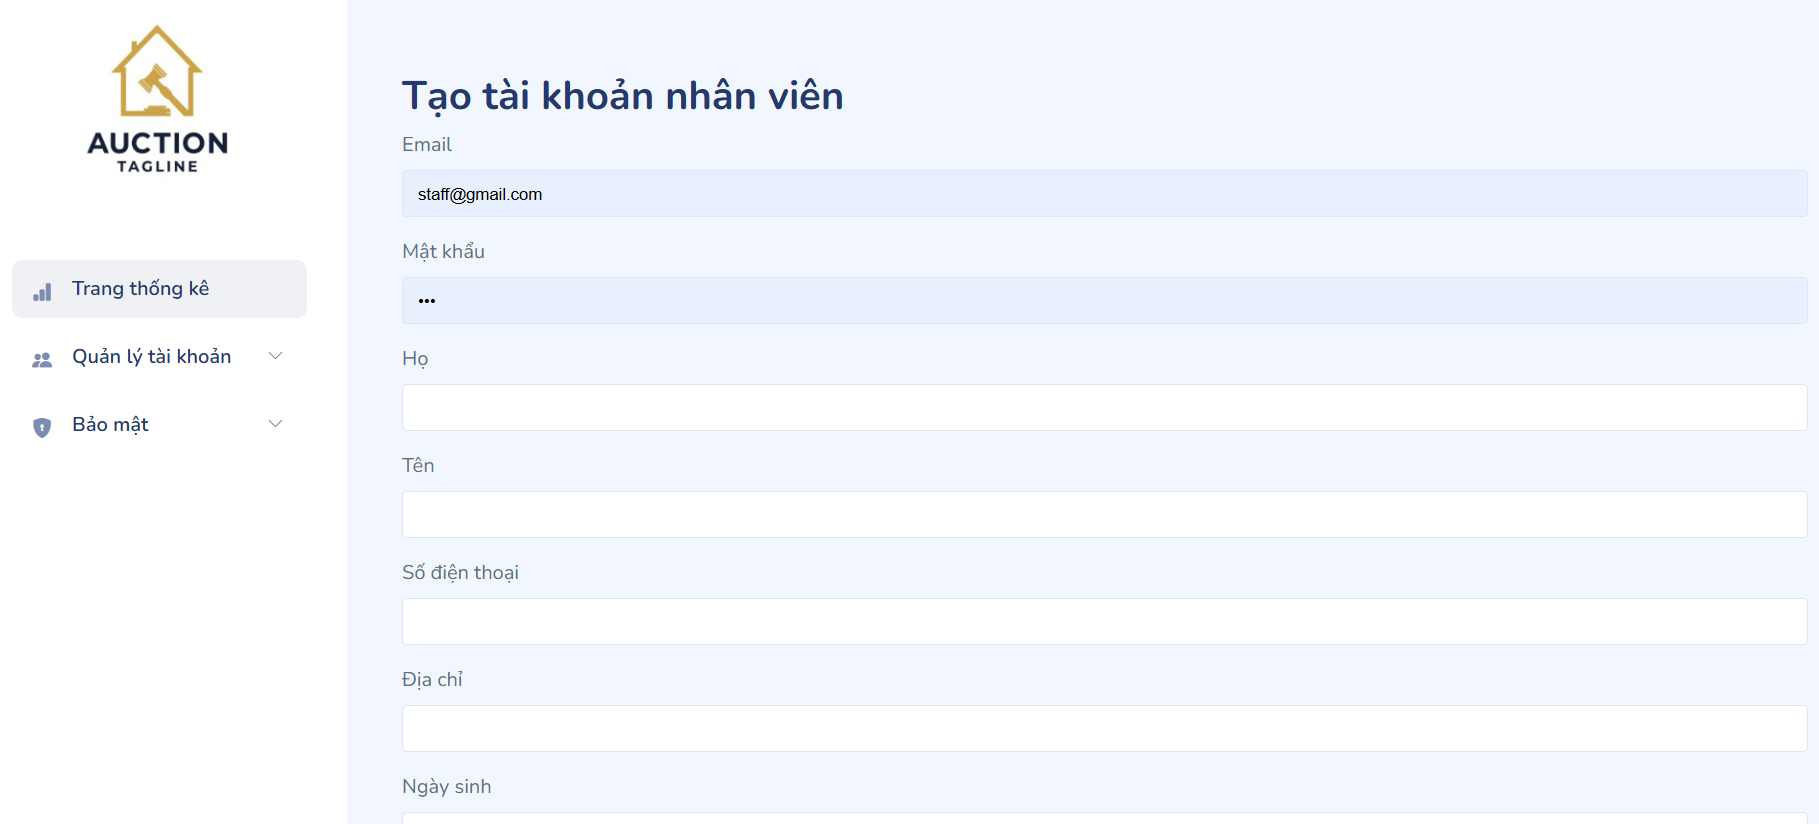 AUCTION
TAGLINE
Trang thống kê
Quản lý tài khoản
Bảo mật
Tạo tài khoản nhân viên
Email
staff@gmail.com
Mật khẩu
•••
Họ
Tên
Số điện thoại
Địa chỉ
Ngày sinh